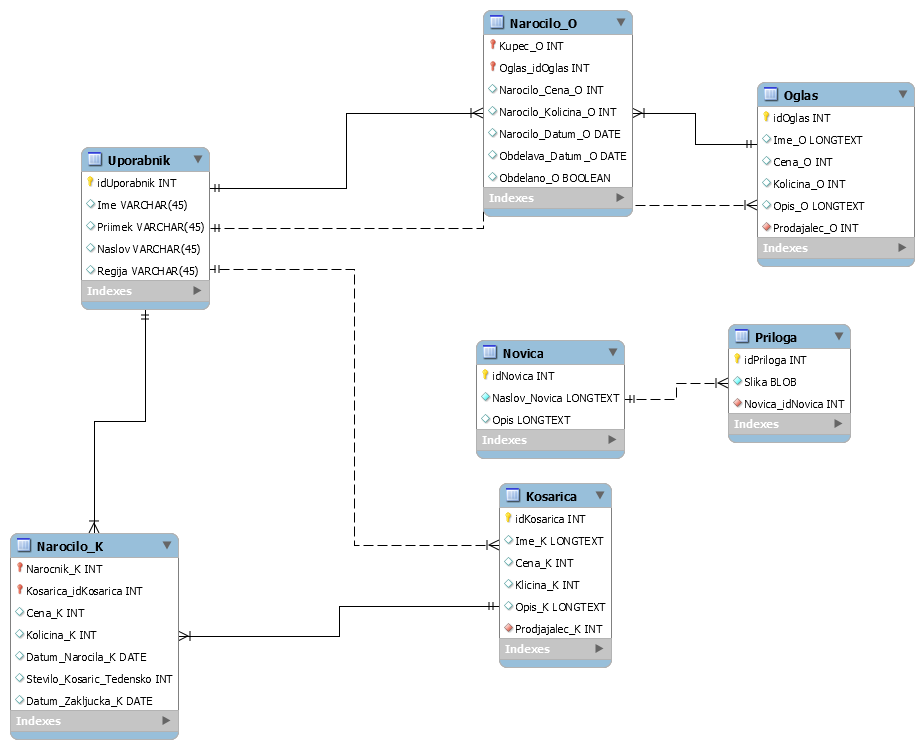 Narocilo_O
Kupec_O INT
Oglas_idOglas INT
Narocilo_Cena_O INT
Narocilo_Kolicina_O INT
Narocilo_Datum_O DATE
Obdelava_Datum_O DATE
Obdelano_O BOOLEAN
Indexes
Oglas
idOglas INT
Ime_O LONGTEXT
Cena_O INT
Kolicina_O INT
Opis_O LONGTEXT
Prodajalec_O INT
Indexes
Uporabnik
idUporabnik INT
Ime VARCHAR(45)
Priimek VARCHAR(45)
Naslov VARCHAR(45)
Regija VARCHAR(45)
Indexes
Novica
idNovica INT
Naslov_Novica LONGTEXT
Opis LONGTEXT
Indexes
Priloga
idPriloga INT
Slika BLOB
Novica_idNovica INT
Indexes
Kosarica
idKosarica INT
Ime_K LONGTEXT
Cena_K INT
Klicina_K INT
Opis_K LONGTEXT
Prodjajalec_K INT
Indexes
Narocilo_K
Narocnik_K INT
Kosarica_idKosarica INT
Cena_K INT
Kolicina_K INT
Datum_Narocila_K DATE
Stevilo_Kosaric_Tedensko INT
Datum_Zakljucka_K DATE
Indexes